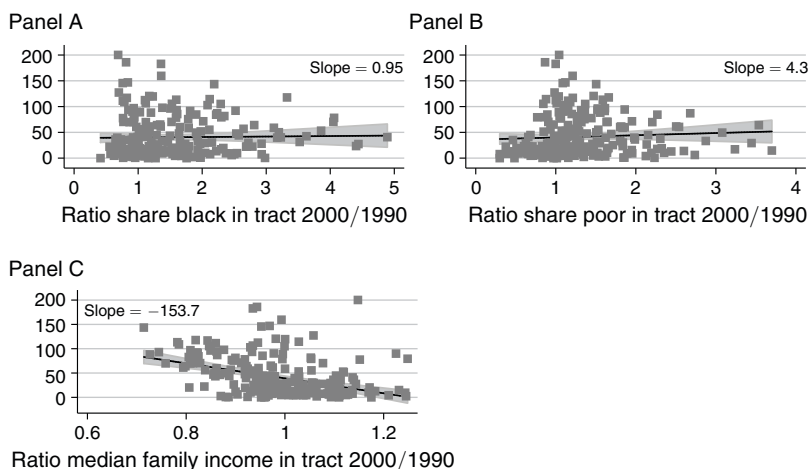 Panel A
200
150
100
50
0
Slope = 0.95
0 1 2 3 4 5
Ratio share black in tract 2000/1990
Panel B
200
150
100
50
0
Slope = 4.3
0 1 2 3 4
Ratio share poor in tract 2000/1990
Panel C
200
150
100
50
0
Slope = −153.7
0.6 0.8 1 1.2
Ratio median family income in tract 2000/1990